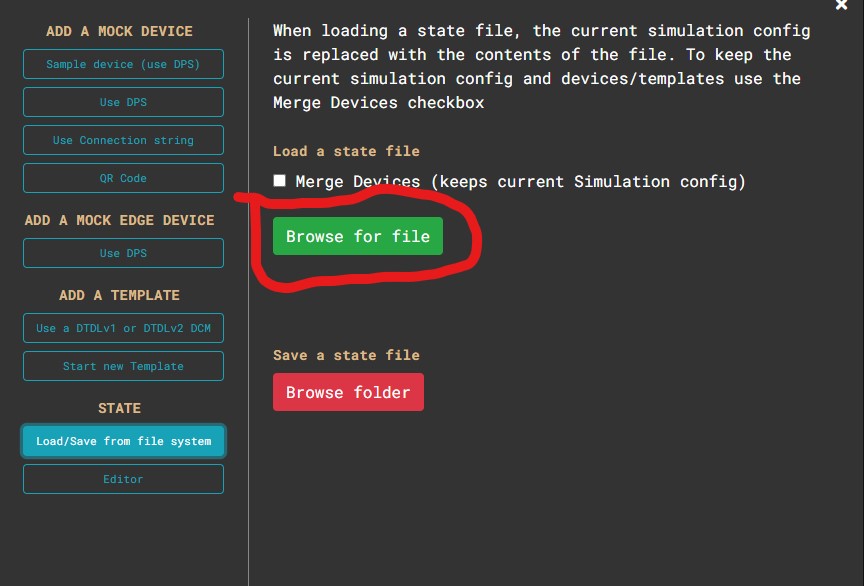 ADD A MOCK DEVICE
Sample device (use DPS)
Use DPS
Use Connection string
QR Code
ADD A MOCK EDGE DEVICE
Use DPS
ADD A TEMPLATE
Use a DTDLv1 or DTDLv2 DCM
Start new Template
STATE
Load/Save from file system
Editor
When loading a state file, the current simulation config
is replaced with the contents of the file. To keep the
current simulation config and devices/templates use the
Merge Devices checkbox
Load a state file
Merge Devices (keeps current Simulation config)
Browse for file
Save a state file
Browse folder